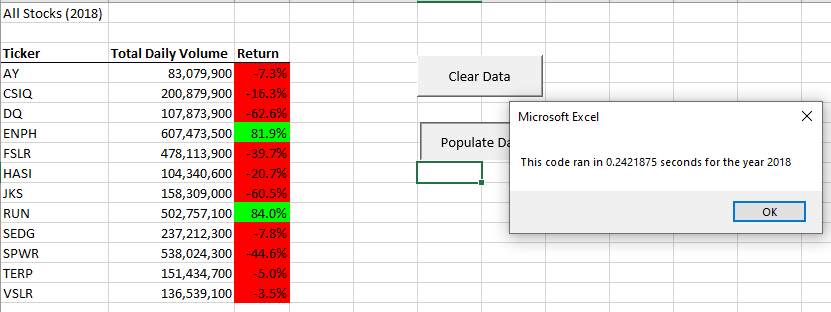 All Stocks (2018)
Ticker Total Daily Volume Return
AY 83,079,900 -7.3%
CSIQ 200,879,900 -16.3%
DQ 107,873,900 -62.6%
ENPH 607,473,500 81.9%
FSLR 478,113,900 -39.7%
HASI 104,340,600 -20.7%
JKS 158,309,000 -60.5%
RUN 502,757,100 84.0%
SEDG 237,212,300 -7.8%
SPWR 538,024,300 -44.6%
TERP 151,434,700 -5.0%
VSLR 136,539,100 -3.5%
Clear Data
Populate Da
Microsoft Excel
This code ran in 0.2421875 seconds for the year 2018
OK